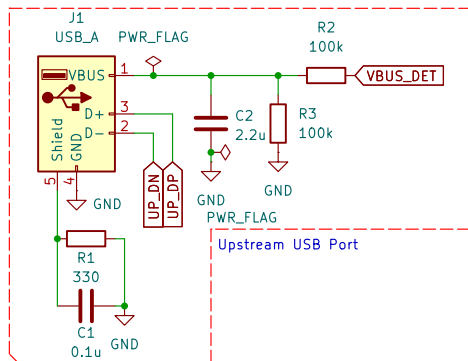 J1
USB_A
PWR_FLAG
R2
100k
VBUS
1
VBUS_DET
D+
3
D-
2
Shield
GND
5
4
C2
2.2u
R3
100k
UP_DN
UP_DP
GND
GND
GND
PWR_FLAG
Upstream USB Port
R1
330
C1
0.1u
GND